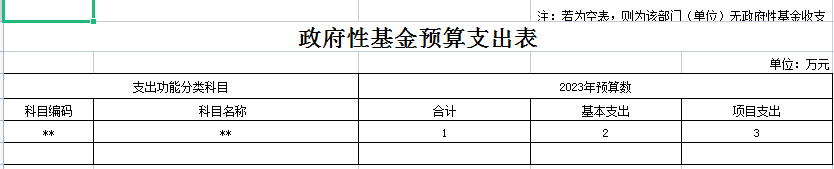 注：若为空表，则为该部门（单位）无政府性基金收支
政府性基金预算支出表
单位：万元
支出功能分类科目 2023年预算数
科目编码 科目名称 合计 基本支出 项目支出
** ** 1 2 3